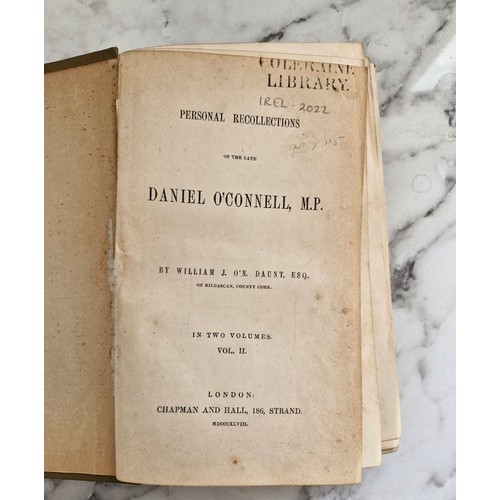 COLERAINE
LIBRARY.
IREL. 2022
PERSONAL RECOLLECTIONS
OF THE LATE
DANIEL O'CONNELL, M.P.
BY WILLIAM J. O'N. DAUNT, ESQ.
OF KILCASCAN, COUNTY CORK.
IN TWO VOLUMES.
VOL. II.
LONDON:
CHAPMAN AND HALL, 186, STRAND.
MDCCCXLVIII.